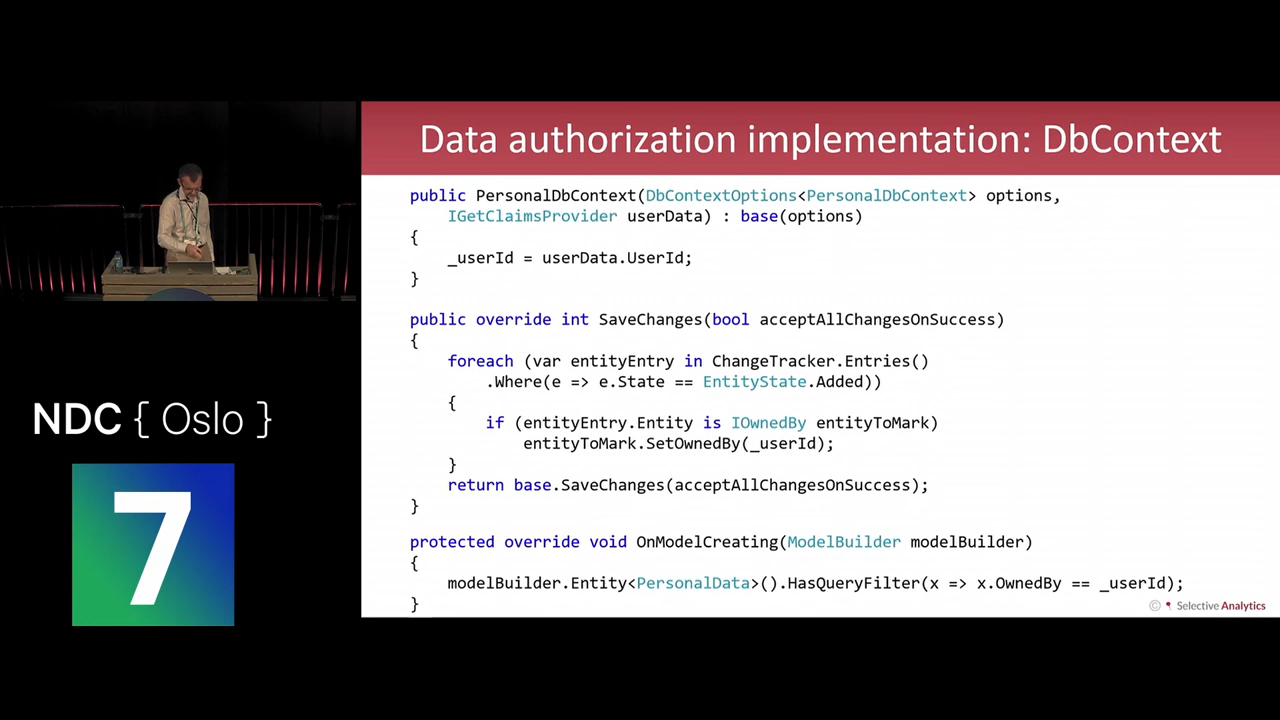 Data authorization implementation: DbContext
public PersonalDbContext(DbContextOptions<PersonalDbContext> options,
IGetClaimsProvider userData) : base(options)
{
_userId = userData.UserId;
}
public override int SaveChanges(bool acceptAllChangesOnSuccess)
{
foreach (var entityEntry in ChangeTracker.Entries()
.Where(e => e.State == EntityState.Added))
{
if (entityEntry.Entity is IOwnedBy entityToMark)
entityToMark.SetOwnedBy(_userId);
}
return base.SaveChanges(acceptAllChangesOnSuccess);
}
protected override void OnModelCreating(ModelBuilder modelBuilder)
{
modelBuilder.Entity<PersonalData>().HasQueryFilter(x => x.OwnedBy == _userId);
}
© Selective Analytics
NDC { Oslo }
7